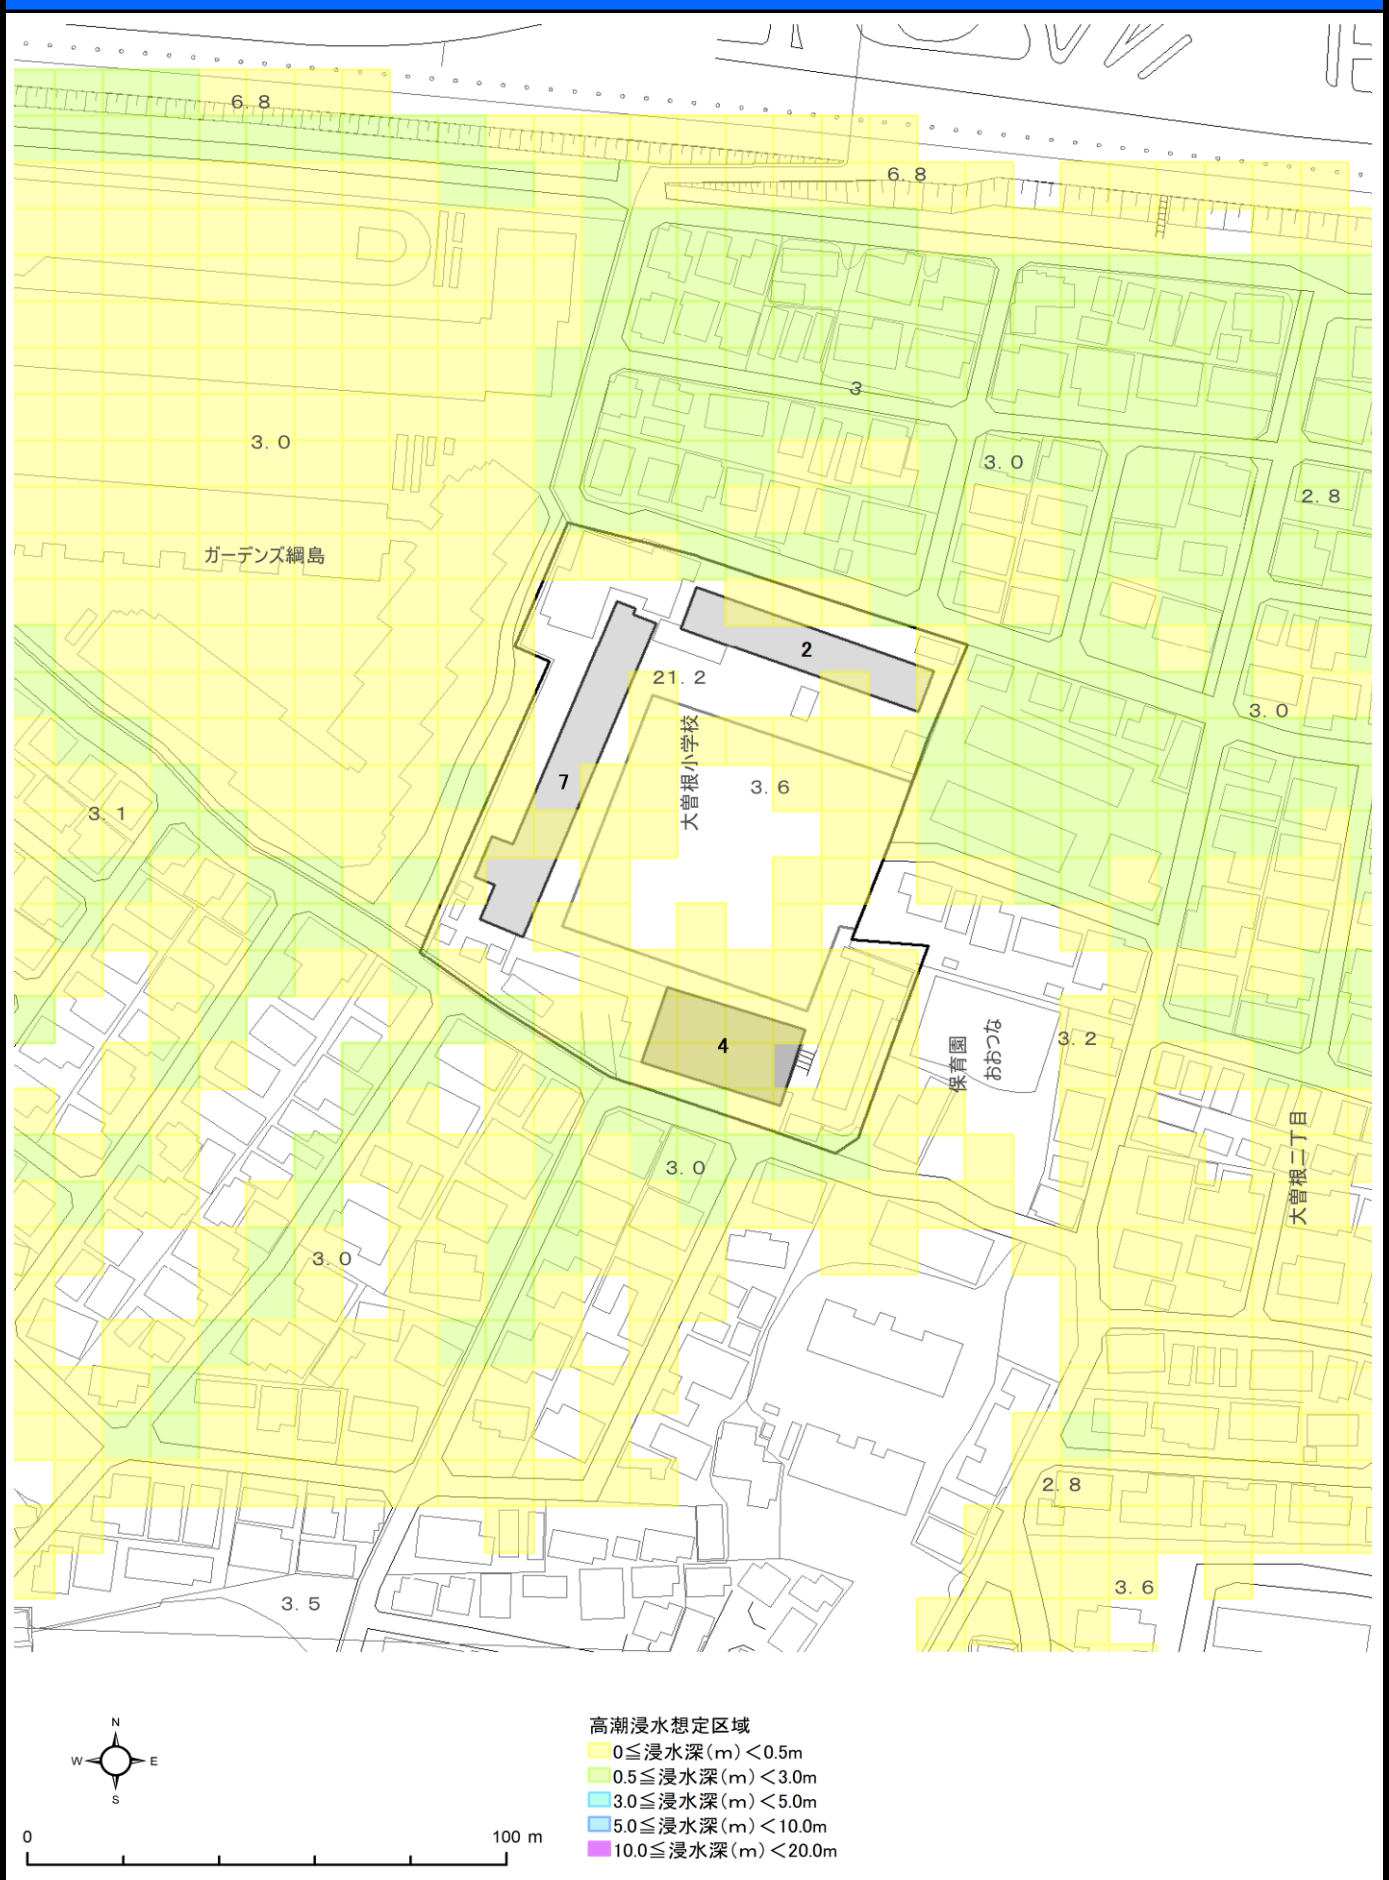 6.8
6.8
3
3.0
3.0
2.8
ガーデンズ綱島
2
21.2
3.0
大曽根小学校
7
3.6
3.1
4
保育園
おおつな
3.2
大曽根二丁目
3.0
3.0
2.8
3.6
3.5
N
W
E
S
0
100 m
高潮浸水想定区域
0≦浸水深(m)<0.5m
0.5≦浸水深(m)<3.0m
3.0≦浸水深(m)<5.0m
5.0≦浸水深(m)<10.0m
10.0≦浸水深(m)<20.0m